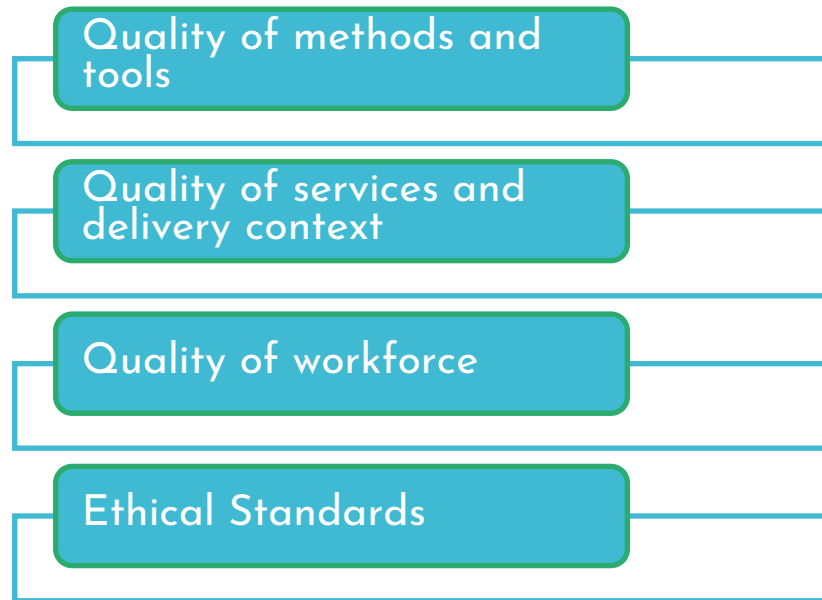 Quality of methods and
tools
Quality of services and
delivery context
Quality of workforce
Ethical Standards